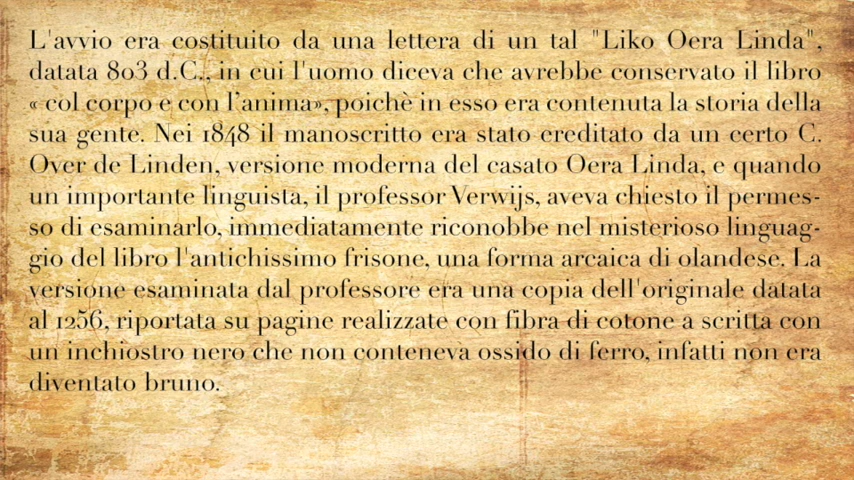 L'avvio era costituito da una lettera di un tal "Liko Oera Linda",
datata 803 d.C., in cui l'uomo diceva che avrebbe conservato il libro
« col corpo e con l’anima», poichè in esso era contenuta la storia della
sua gente. Nei 1848 il manoscritto era stato creditato da un certo C.
Over de Linden, versione moderna del casato Oera Linda, e quando
un importante linguista, il professor Verwijs, aveva chiesto il permes-
so di esaminarlo, immediatamente riconobbe nel misterioso linguag-
gio del libro l'antichissimo frisone, una forma arcaica di olandese. La
versione esaminata dal professore era una copia dell'originale datata
al 1256, riportata su pagine realizzate con fibra di cotone a scritta con
un inchiostro nero che non conteneva ossido di ferro, infatti non era
diventato bruno.